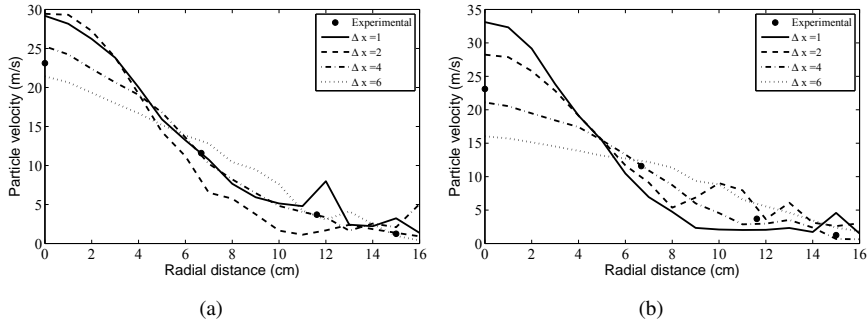 30
25
20
15
10
5
0
0 2 4 6 8 10 12 14 16
Particle velocity (m/s)
Radial distance (cm)
Experimental
Δ x =1
Δ x =2
Δ x =4
Δ x =6
(a)
35
30
25
20
15
10
5
0
0 2 4 6 8 10 12 14 16
Particle velocity (m/s)
Radial distance (cm)
Experimental
Δ x =1
Δ x =2
Δ x =4
Δ x =6
(b)